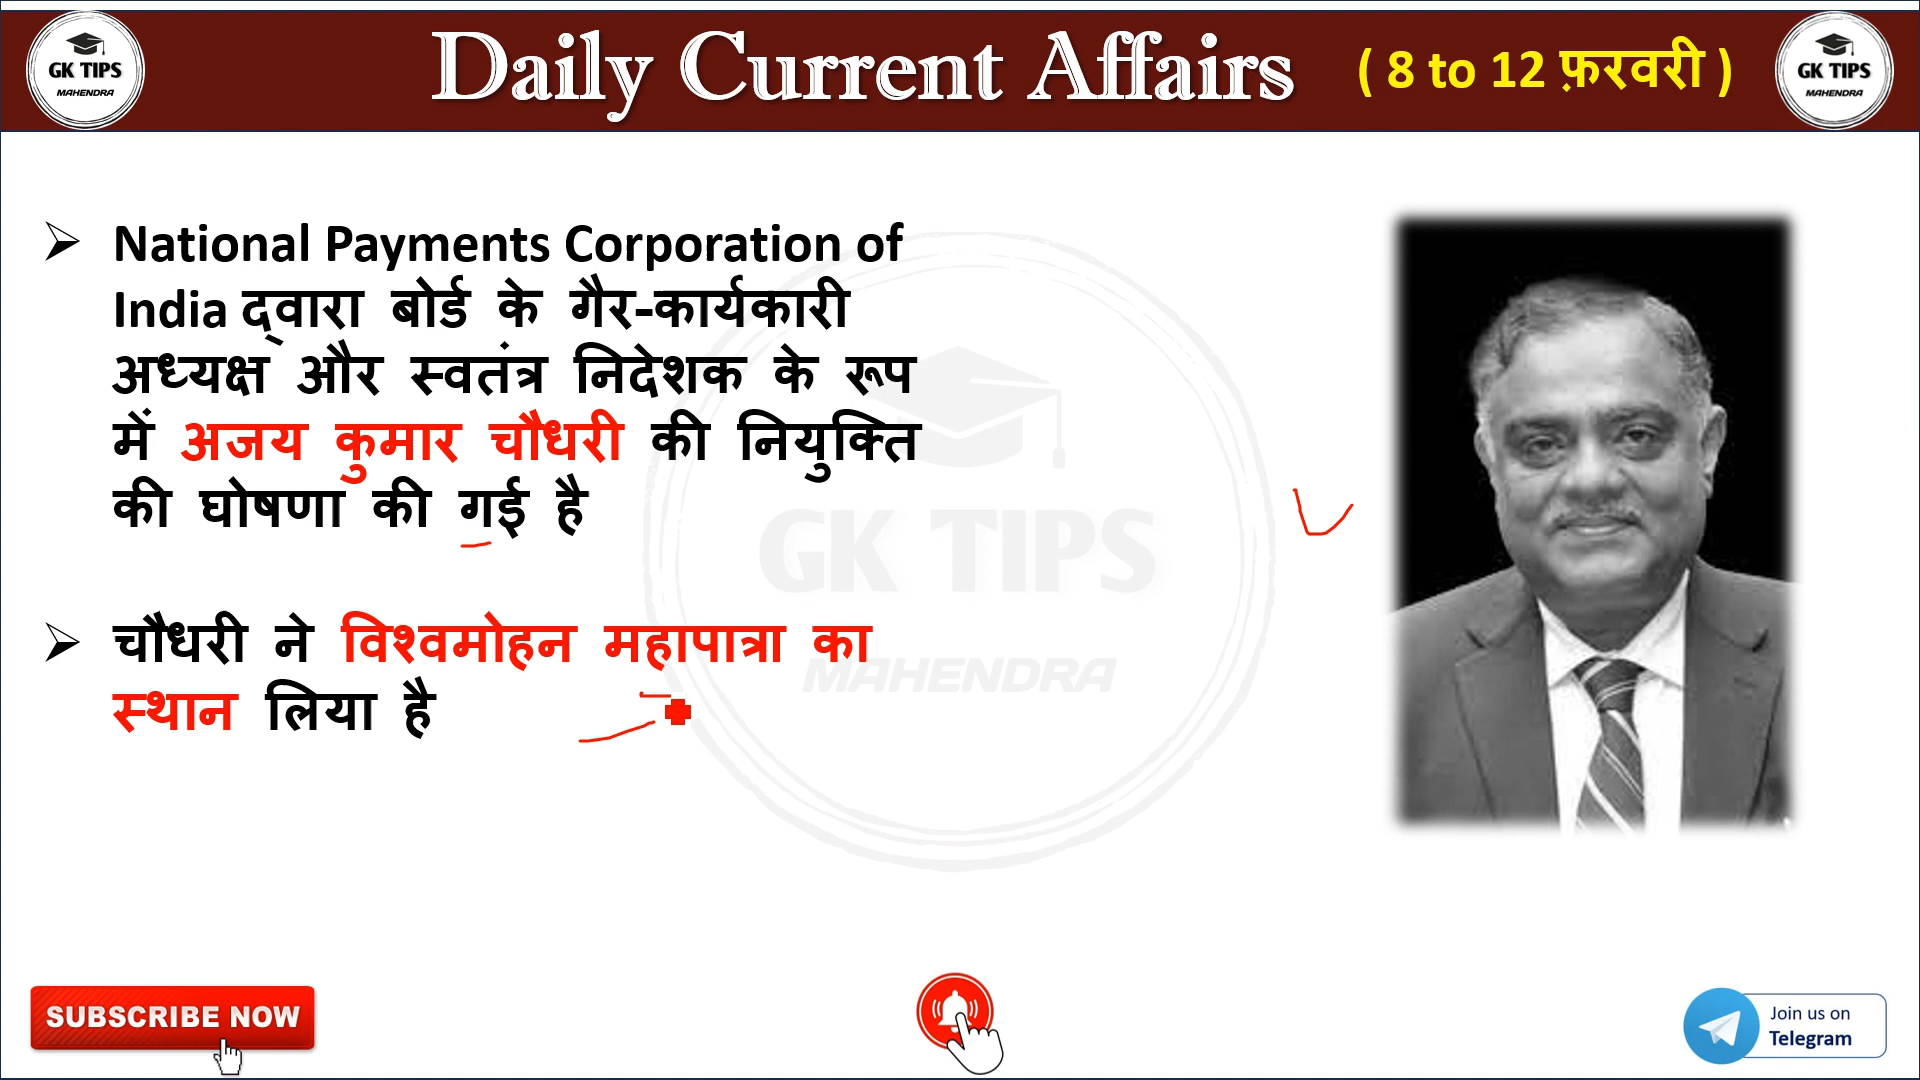 GK TIPS
MAHENDRA
Daily Current Affairs
( 8 to 12 फ़रवरी )
GK TIPS
MAHENDRA
National Payments Corporation of
India द्वारा बोर्ड के गैर-कार्यकारी
अध्यक्ष और स्वतंत्र निदेशक के रूप
में अजय कुमार चौधरी की नियुक्ति
की घोषणा की गई है
चौधरी ने विश्वमोहन महापात्रा का
स्थान लिया है
GK TIPS
MAHENDRA
SUBSCRIBE NOW
Join us on
Telegram